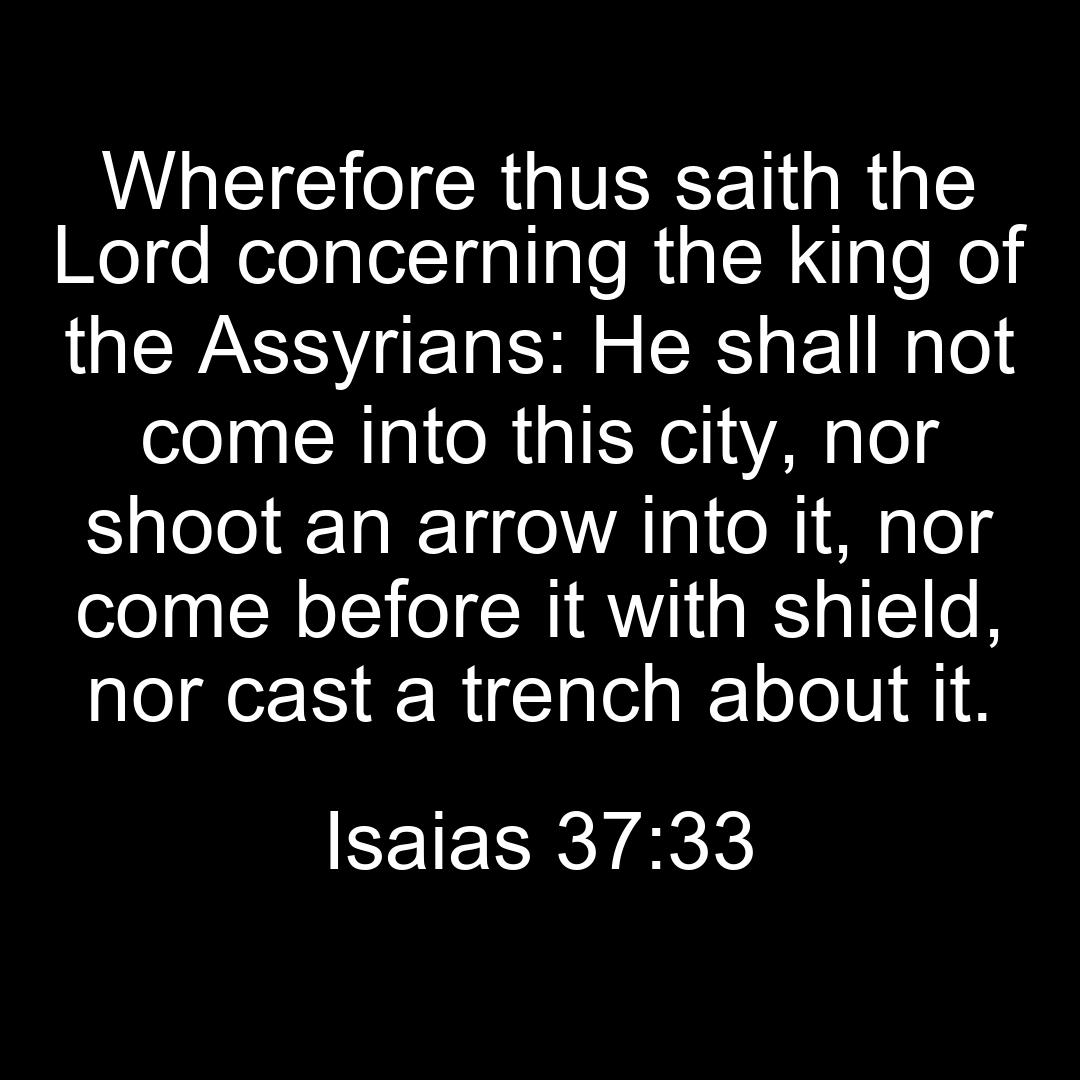 Wherefore thus saith the
Lord concerning the king of
the Assyrians: He shall not
come into this city, nor
shoot an arrow into it, nor
come before it with shield,
nor cast a trench about it.
Isaias 37:33